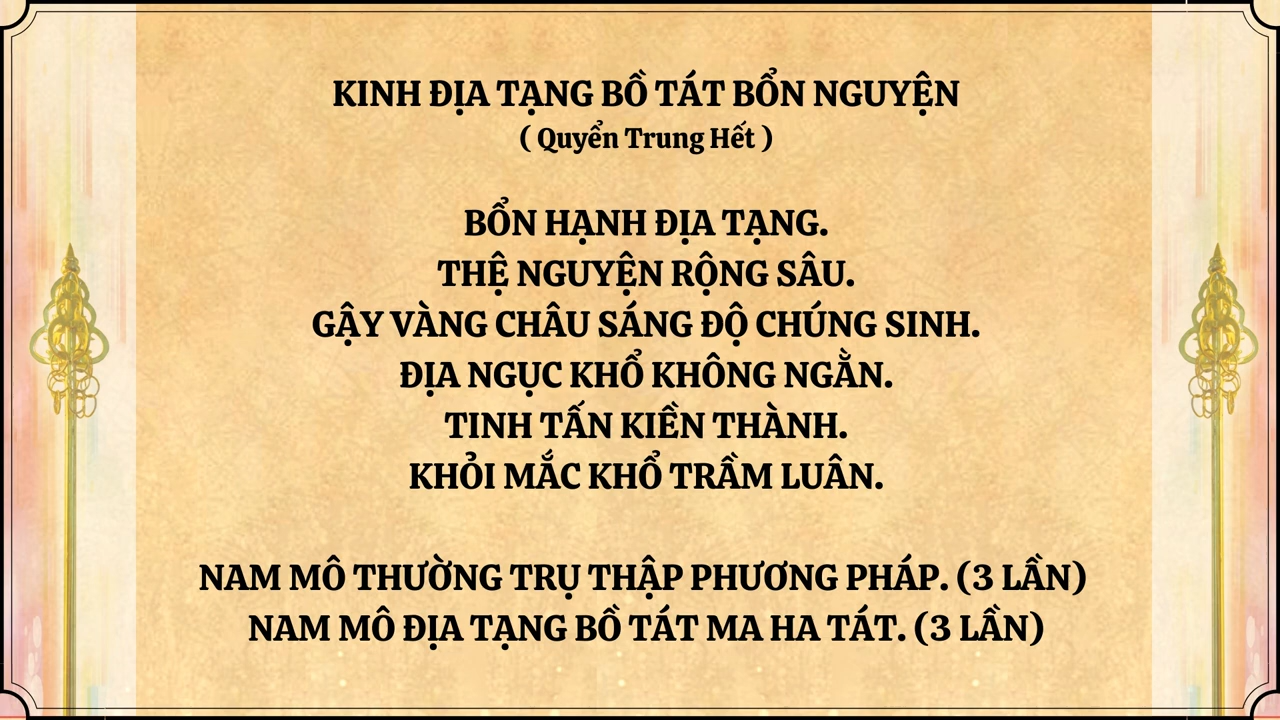 KINH ĐỊA TẠNG BỒ TÁT BỔN NGUYỆN
( Quyển Trung Hết )
BỔN HẠNH ĐỊA TẠNG.
THỆ NGUYỆN RỘNG SÂU.
GẬY VÀNG CHÂU SÁNG ĐỘ CHÚNG SINH.
ĐỊA NGỤC KHỔ KHÔNG NGẰN.
TINH TẤN KIỀN THÀNH.
KHỎI MẮC KHỔ TRẦM LUÂN.
NAM MÔ THƯỜNG TRỤ THẬP PHƯƠNG PHÁP. (3 LẦN)
NAM MÔ ĐỊA TẠNG BỒ TÁT MA HA TÁT. (3 LẦN)